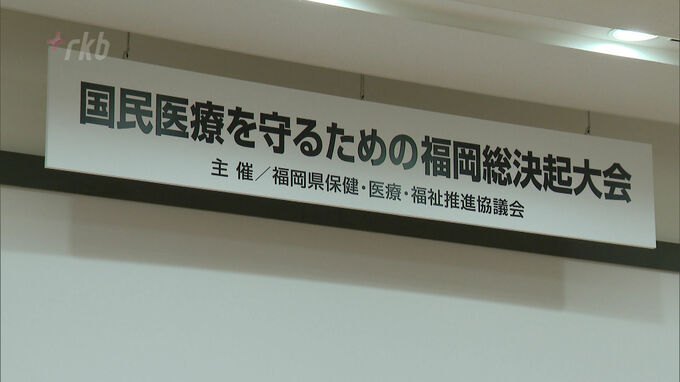 rkb
国民医療を守るための福岡総決起大会
主 催／福岡県保健・医療・福祉推進協議会